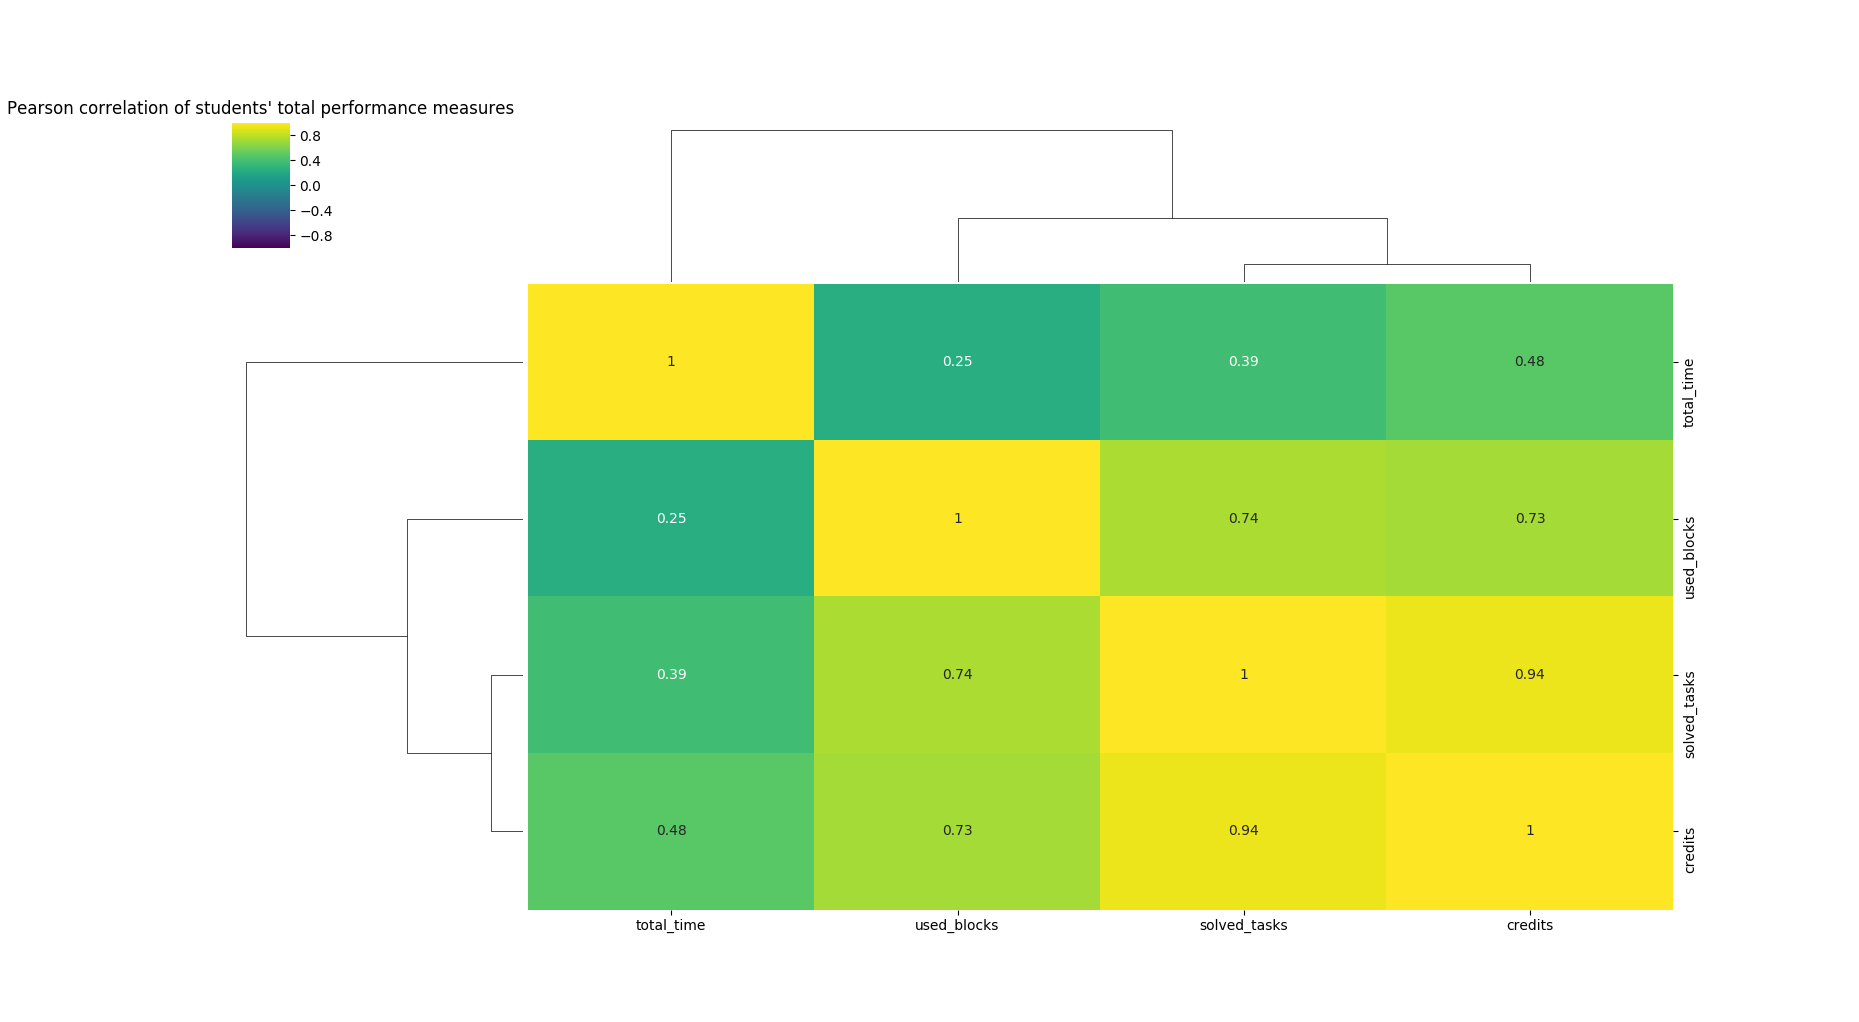 Pearson correlation of students' total performance measures
0.8
0.4
0.0
−0.4
−0.8
1 0.25 0.39 0.48
total_time
0.25 1 0.74 0.73
used_blocks
0.39 0.74 1 0.94
solved_tasks
0.48 0.73 0.94 1
credits
total_time used_blocks solved_tasks credits